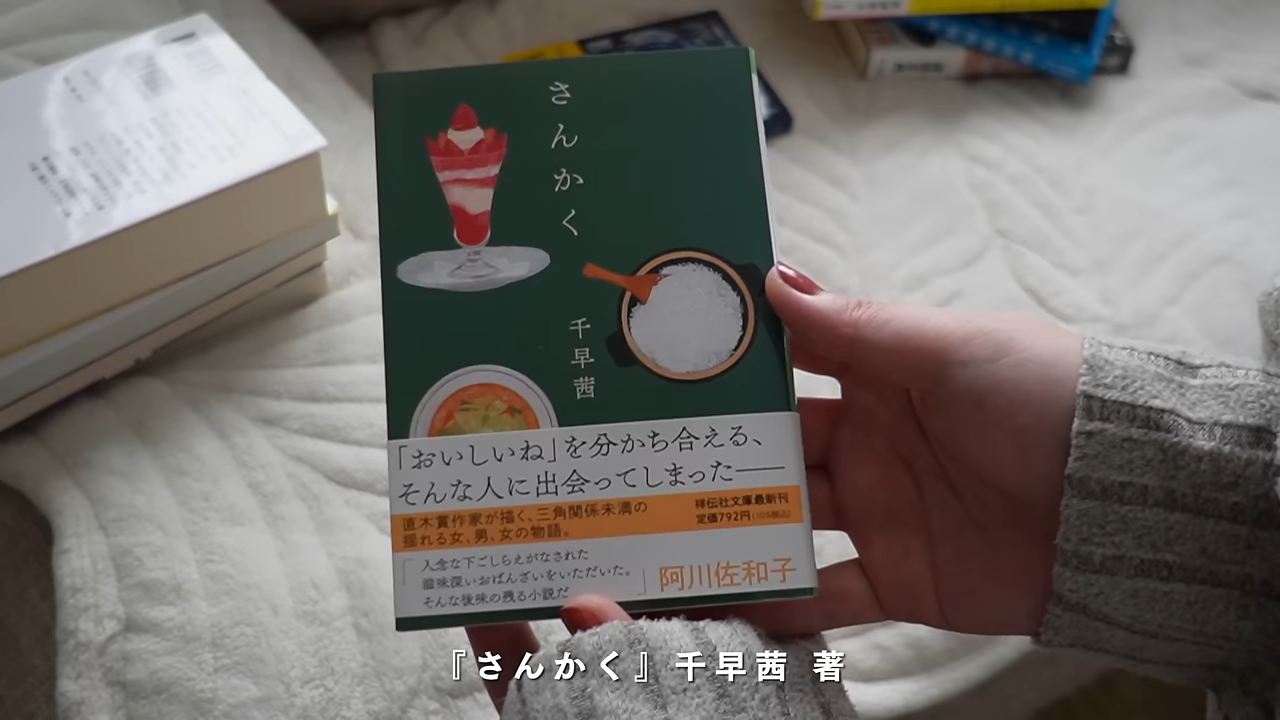 さんかく
千早茜
「おいしいね」を分かち合える、
そんな人に出会ってしまった──
直木賞作家が描く、三角関係未満の
揺れる女、男、女の物語。
祥伝社文庫最新刊
定価792円(10%税込)
「入念な下ごしらえがなされた
滋味深いおばんざいをいただいた。
そんな後味の残る小説だ」
阿川佐和子
『さんかく』千早茜 著